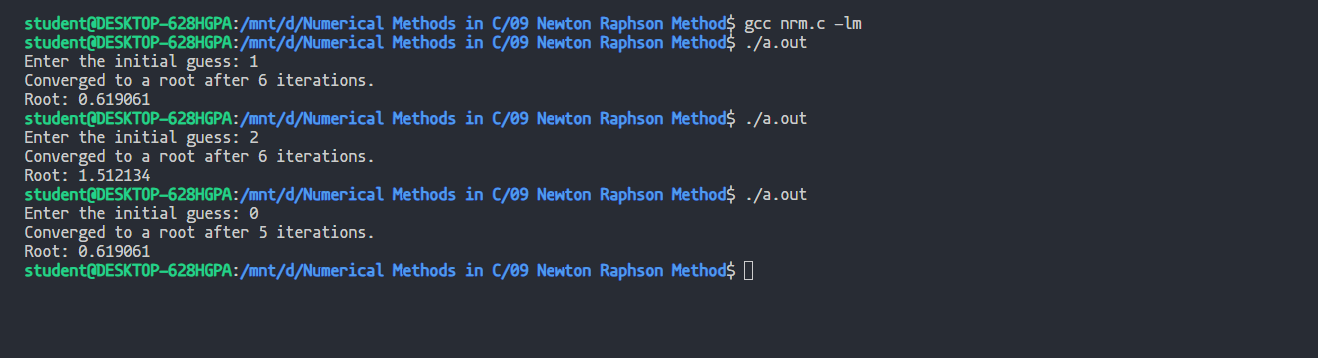 student@DESKTOP-628HGPA:/mnt/d/Numerical Methods in C/09 Newton Raphson Method$ gcc nrm.c -lm
student@DESKTOP-628HGPA:/mnt/d/Numerical Methods in C/09 Newton Raphson Method$ ./a.out
Enter the initial guess: 1
Converged to a root after 6 iterations.
Root: 0.619061
student@DESKTOP-628HGPA:/mnt/d/Numerical Methods in C/09 Newton Raphson Method$ ./a.out
Enter the initial guess: 2
Converged to a root after 6 iterations.
Root: 1.512134
student@DESKTOP-628HGPA:/mnt/d/Numerical Methods in C/09 Newton Raphson Method$ ./a.out
Enter the initial guess: 0
Converged to a root after 5 iterations.
Root: 0.619061
student@DESKTOP-628HGPA:/mnt/d/Numerical Methods in C/09 Newton Raphson Method$